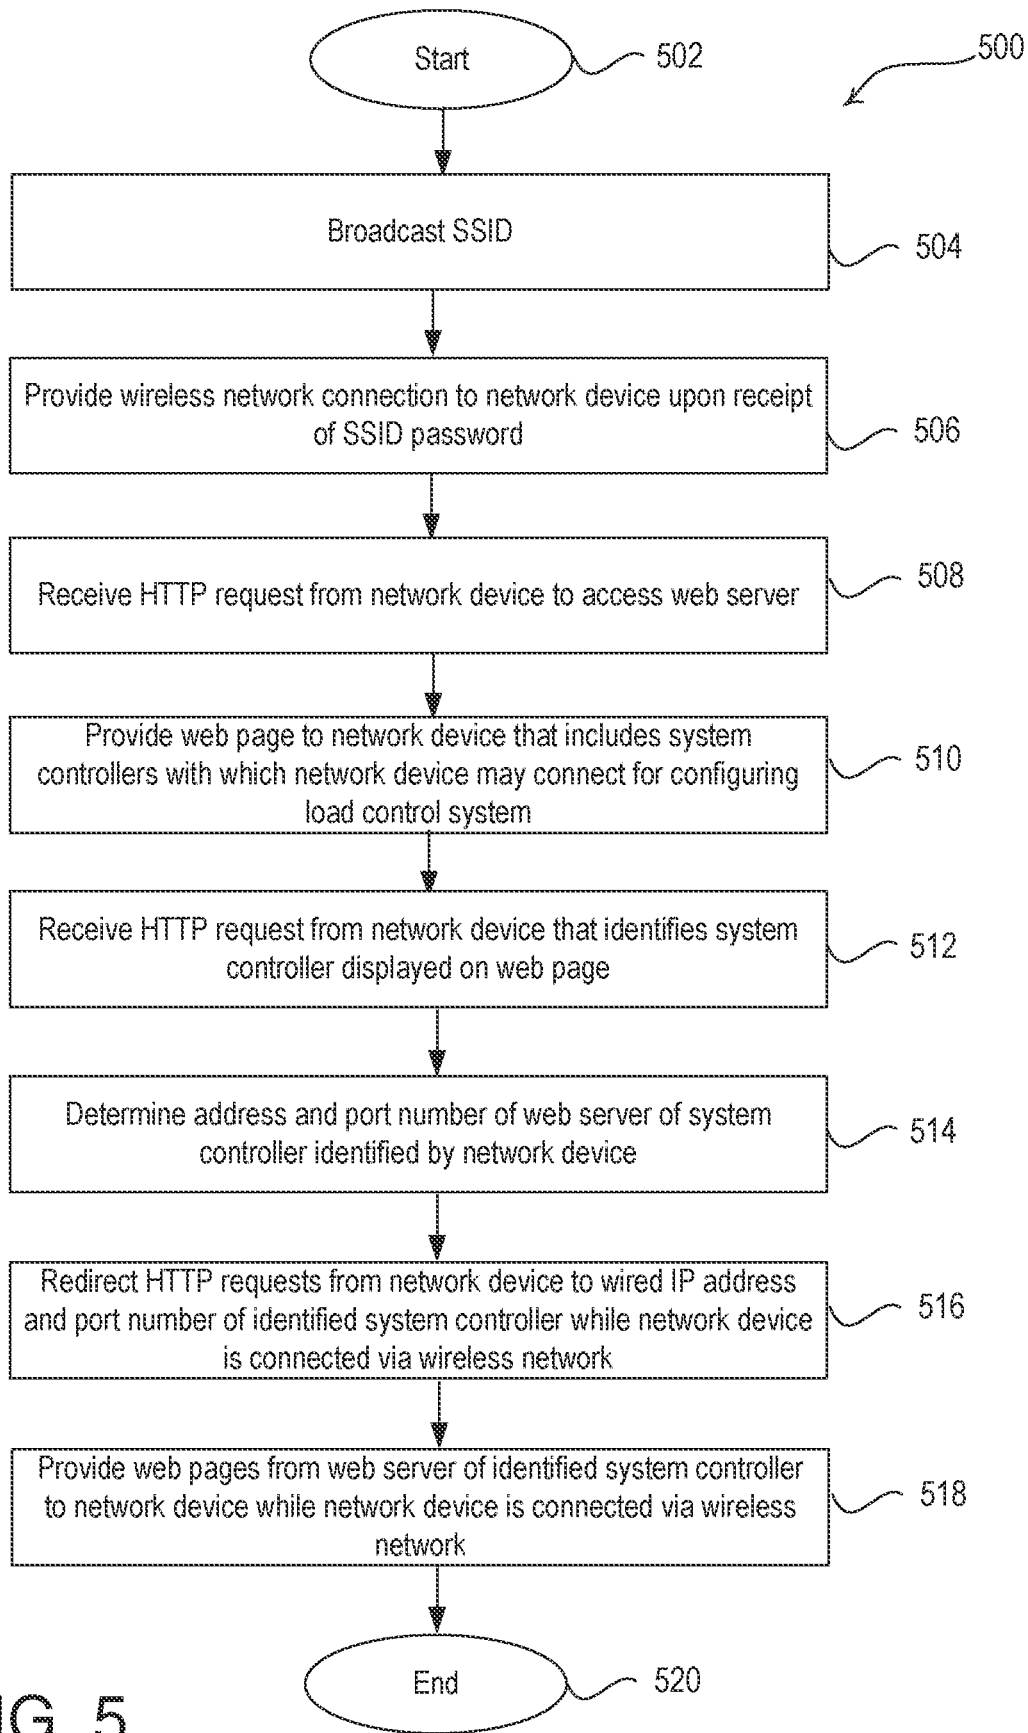 Start
502
500
Broadcast SSID
504
Provide wireless network connection to network device upon receipt
of SSID password
506
Receive HTTP request from network device to access web server
508
Provide web page to network device that includes system
controllers with which network device may connect for configuring
load control system
510
Receive HTTP request from network device that identifies system
controller displayed on web page
512
Determine address and port number of web server of system
controller identified by network device
514
Redirect HTTP requests from network device to wired IP address
and port number of identified system controller while network device
is connected via wireless network
516
Provide web pages from web server of identified system controller
to network device while network device is connected via wireless
network
518
End
520
IG. 5